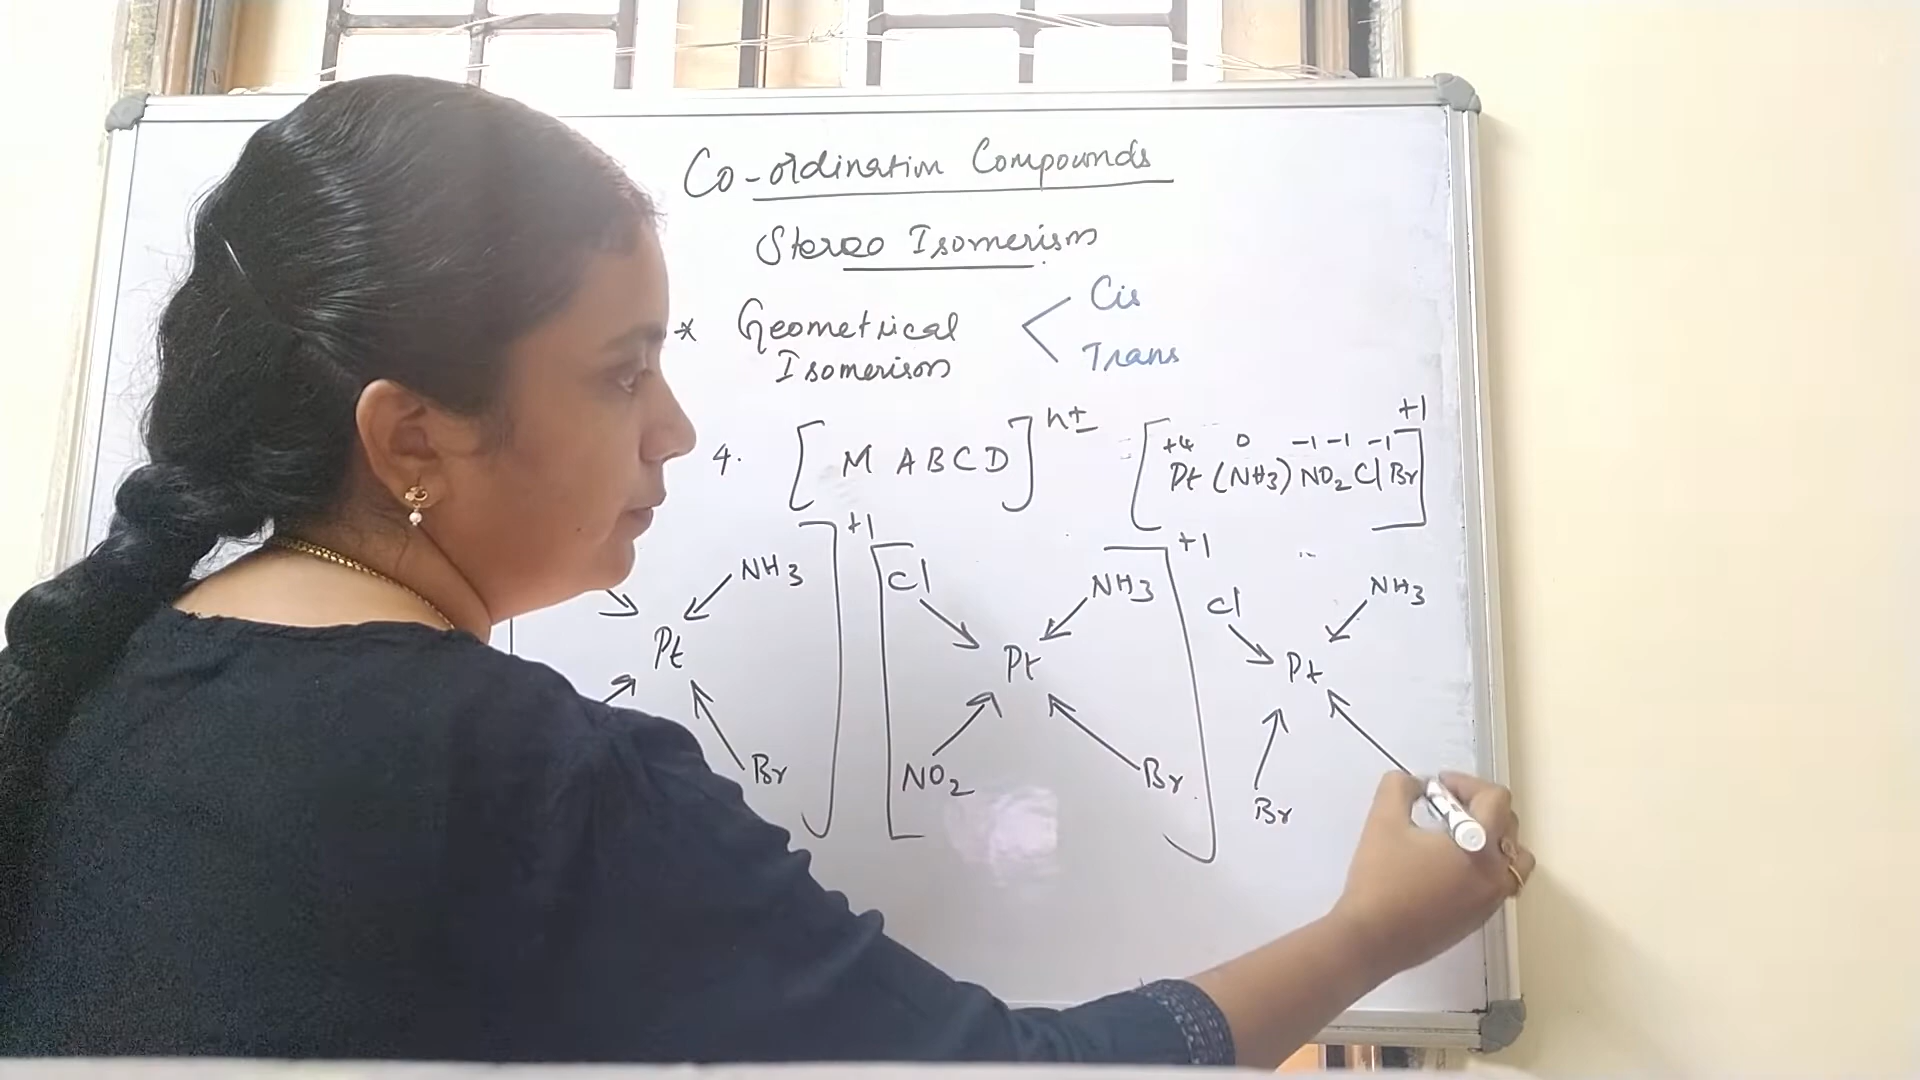 Co-ordination Compounds
Stereo Isomerism
* Geometrical Isomerism
Cis
Trans
4. [M A B C D]n±
[Pt (NH3) NO2 Cl Br]+1
+4 0 -1 -1 -1
NH3
Pt
Br
+1
Cl NH3
Pt
NO2 Br
+1
Cl NH3
Pt
Br